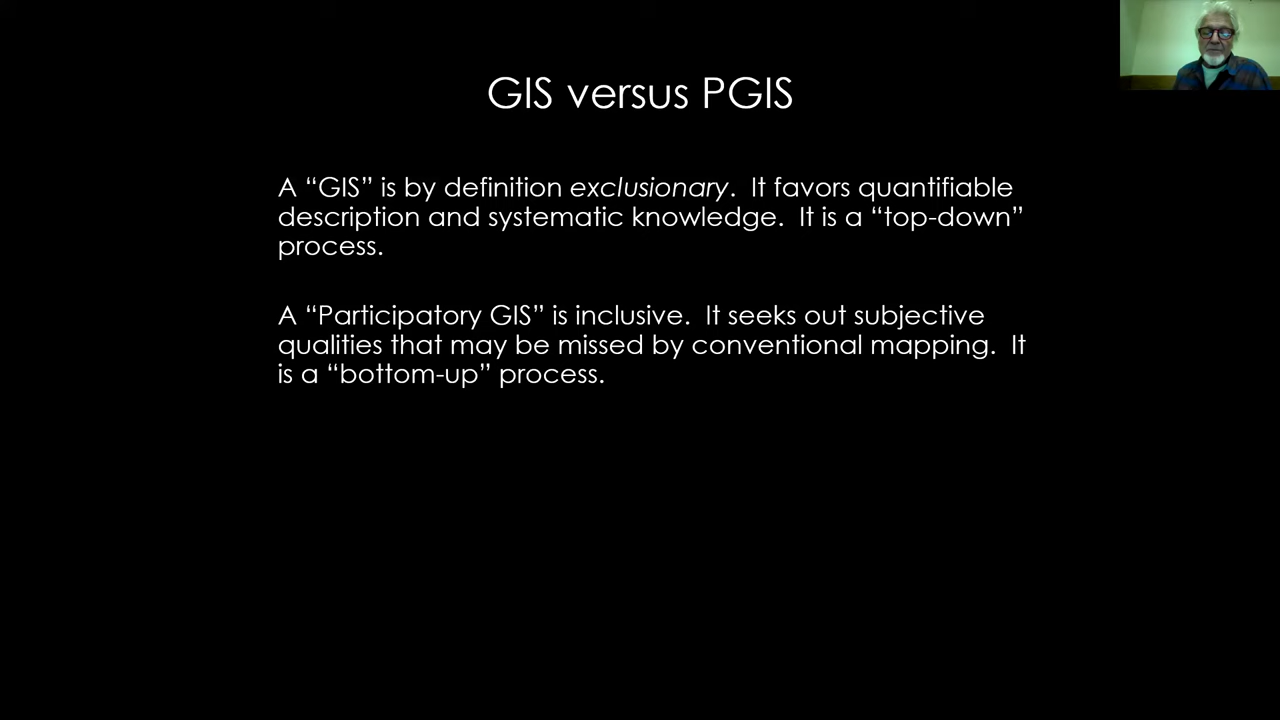 GIS versus PGIS
A “GIS” is by definition exclusionary.  It favors quantifiable
description and systematic knowledge.  It is a “top-down”
process.
A “Participatory GIS” is inclusive.  It seeks out subjective
qualities that may be missed by conventional mapping.  It
is a “bottom-up” process.